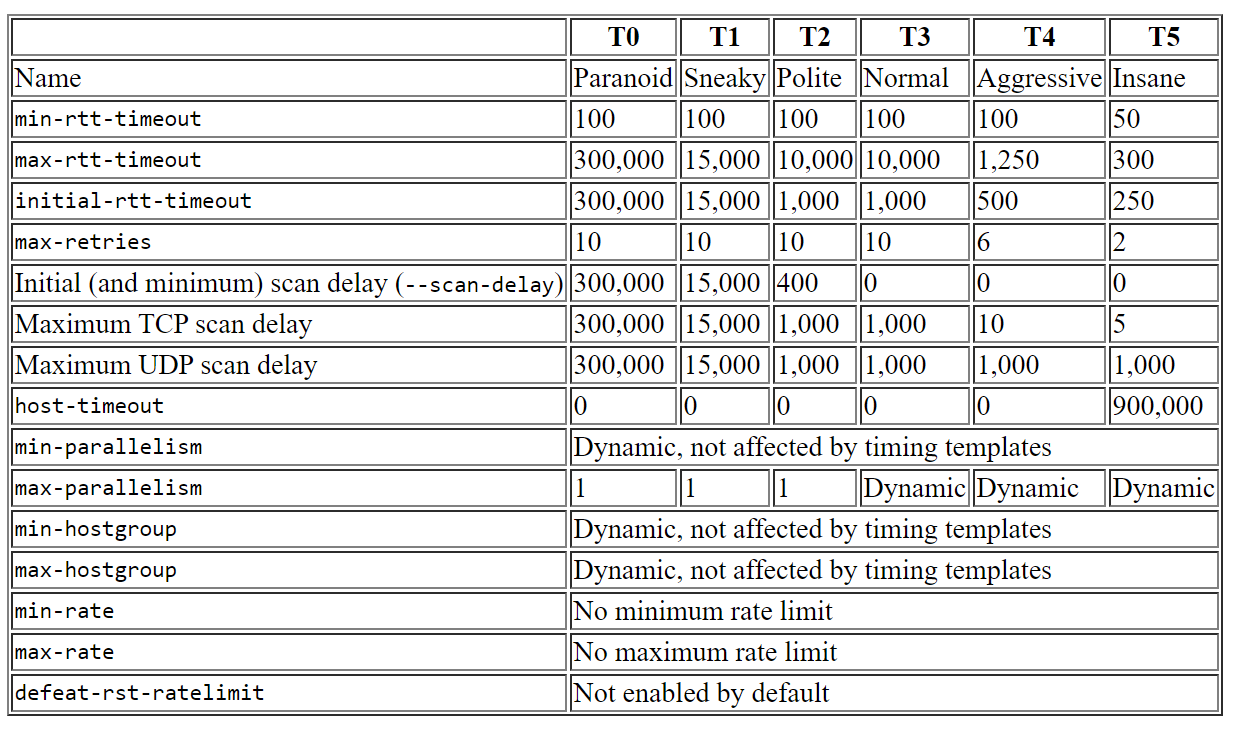 T0 T1 T2 T3 T4 T5
Name Paranoid Sneaky Polite Normal Aggressive Insane
min-rtt-timeout 100 100 100 100 100 50
max-rtt-timeout 300,000 15,000 10,000 10,000 1,250 300
initial-rtt-timeout 300,000 15,000 1,000 1,000 500 250
max-retries 10 10 10 10 6 2
Initial (and minimum) scan delay (--scan-delay) 300,000 15,000 400 0 0 0
Maximum TCP scan delay 300,000 15,000 1,000 1,000 10 5
Maximum UDP scan delay 300,000 15,000 1,000 1,000 1,000 1,000
host-timeout 0 0 0 0 0 900,000
min-parallelism Dynamic, not affected by timing templates
max-parallelism 1 1 1 Dynamic Dynamic Dynamic
min-hostgroup Dynamic, not affected by timing templates
max-hostgroup Dynamic, not affected by timing templates
min-rate No minimum rate limit
max-rate No maximum rate limit
defeat-rst-ratelimit Not enabled by default